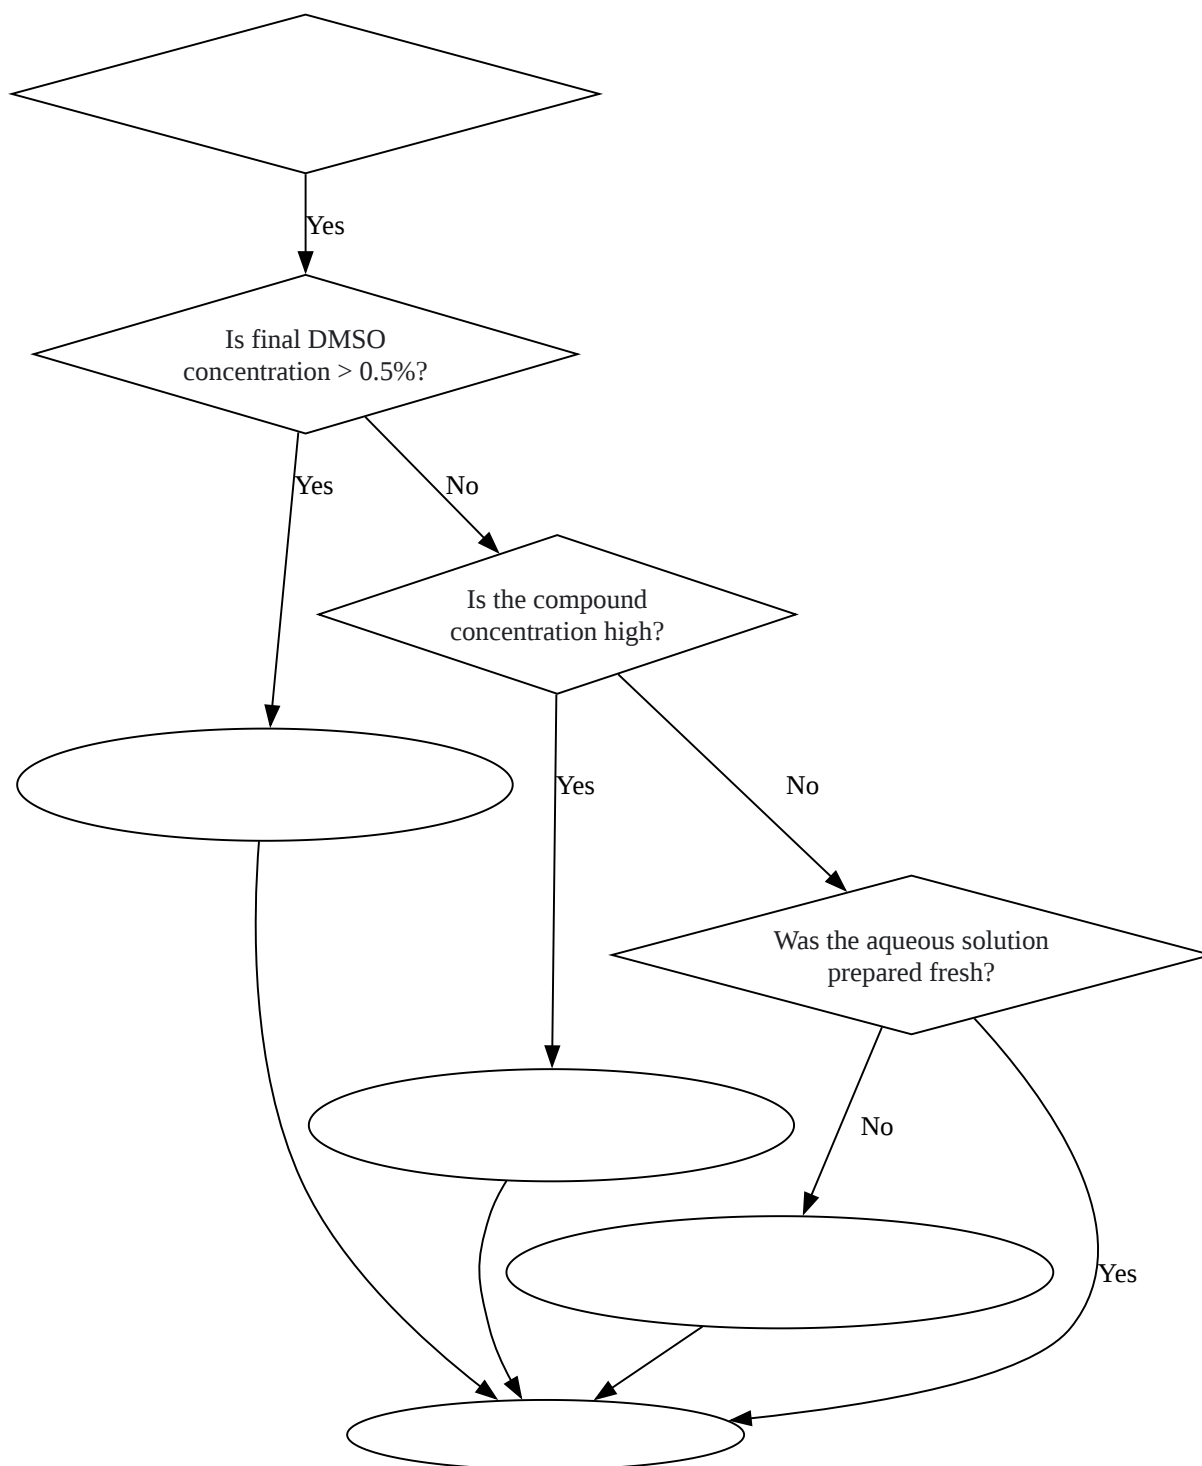 Yes
Is final DMSO
concentration > 0.5%?
Yes
No
Is the compound
concentration high?
Yes
No
Was the aqueous solution
prepared fresh?
No
Yes